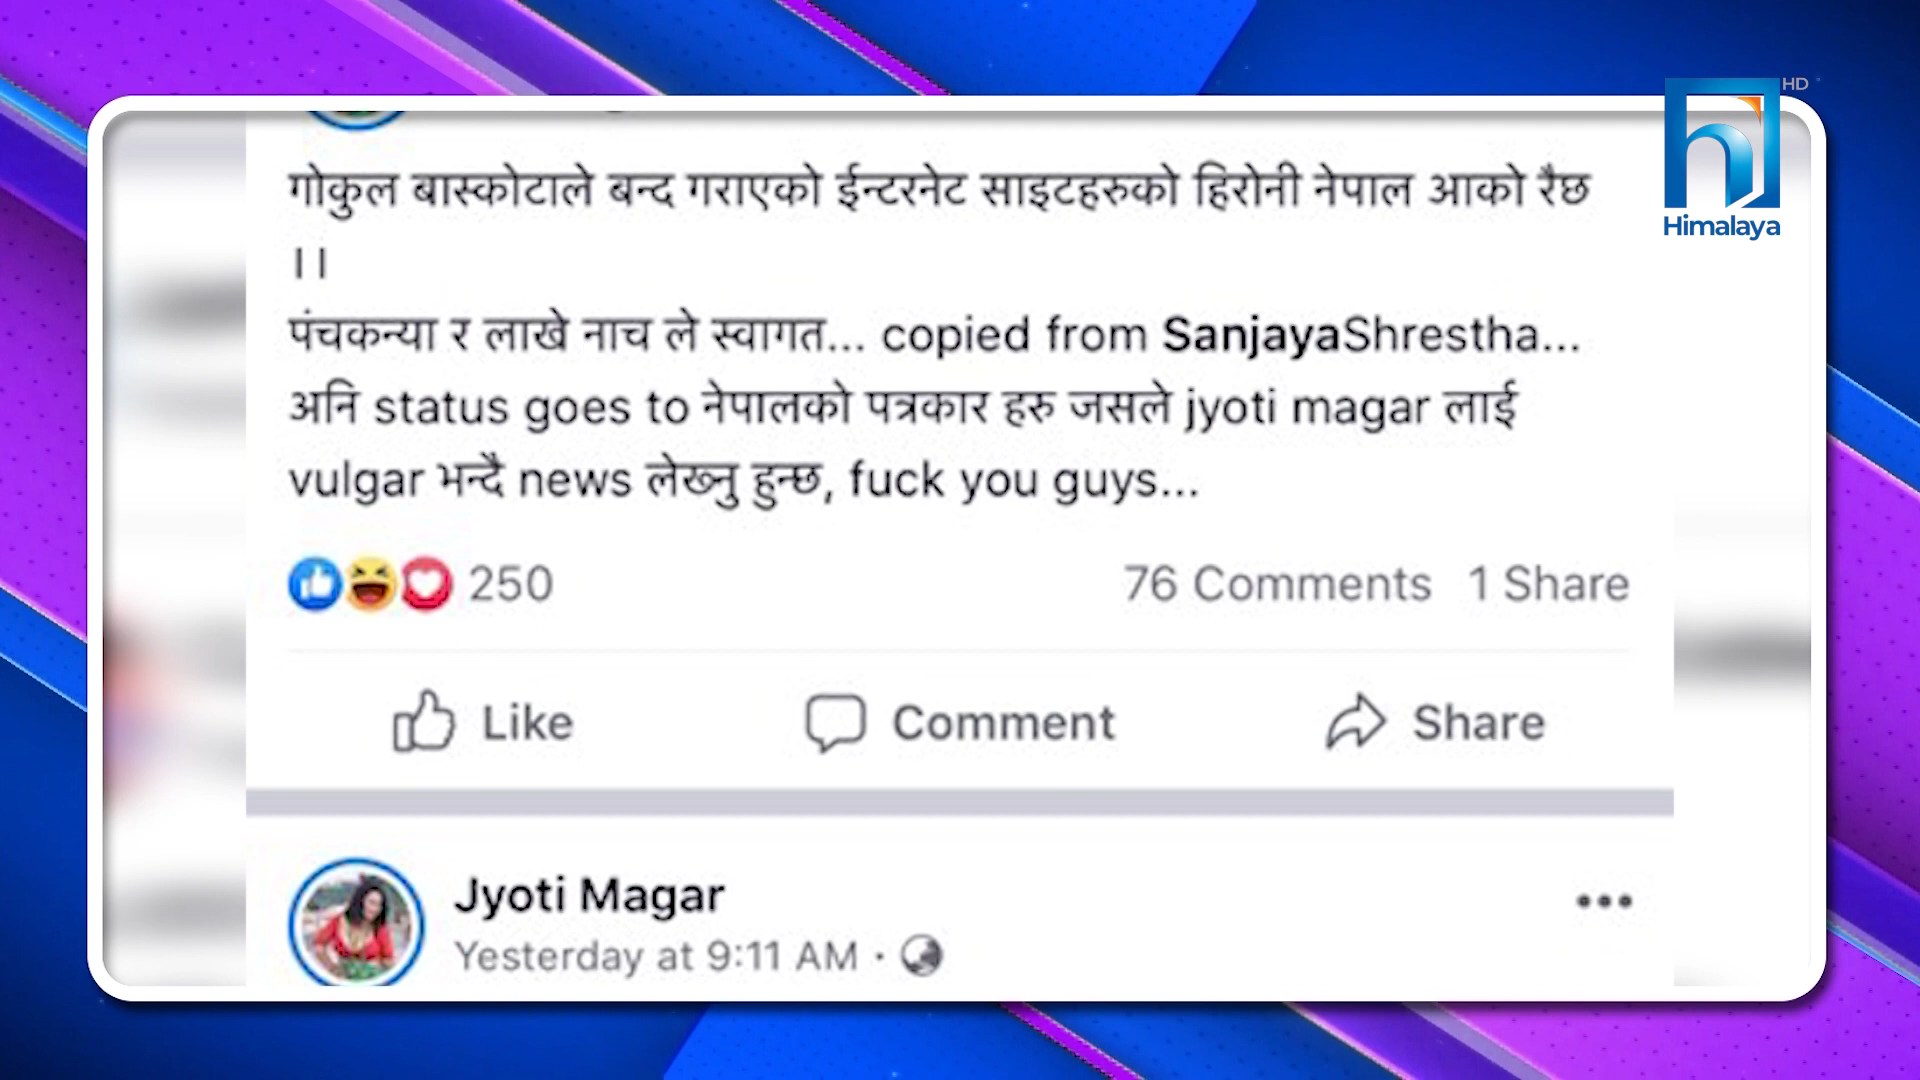 HD
Himalaya
गोकुल बास्कोटाले बन्द गराएको ईन्टरनेट साइटहरुको हिरोनी नेपाल आको रैछ
।।
पंचकन्या र लाखे नाच ले स्वागत... copied from SanjayaShrestha...
अनि status goes to नेपालको पत्रकार हरु जसले jyoti magar लाई
vulgar भन्दै news लेख्नु हुन्छ, fuck you guys...
250 76 Comments 1 Share
Like Comment Share
Jyoti Magar
Yesterday at 9:11 AM ·